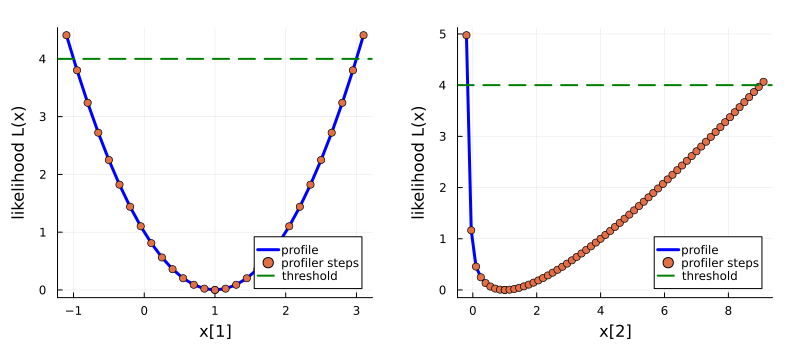 4
3
2
1
0
likelihood L(x)
profile
profiler steps
threshold
−1
0
1
2
3
x[1]
5
4
3
2
1
0
likelihood L(x)
profile
profiler steps
threshold
0
2
4
6
8
x[2]